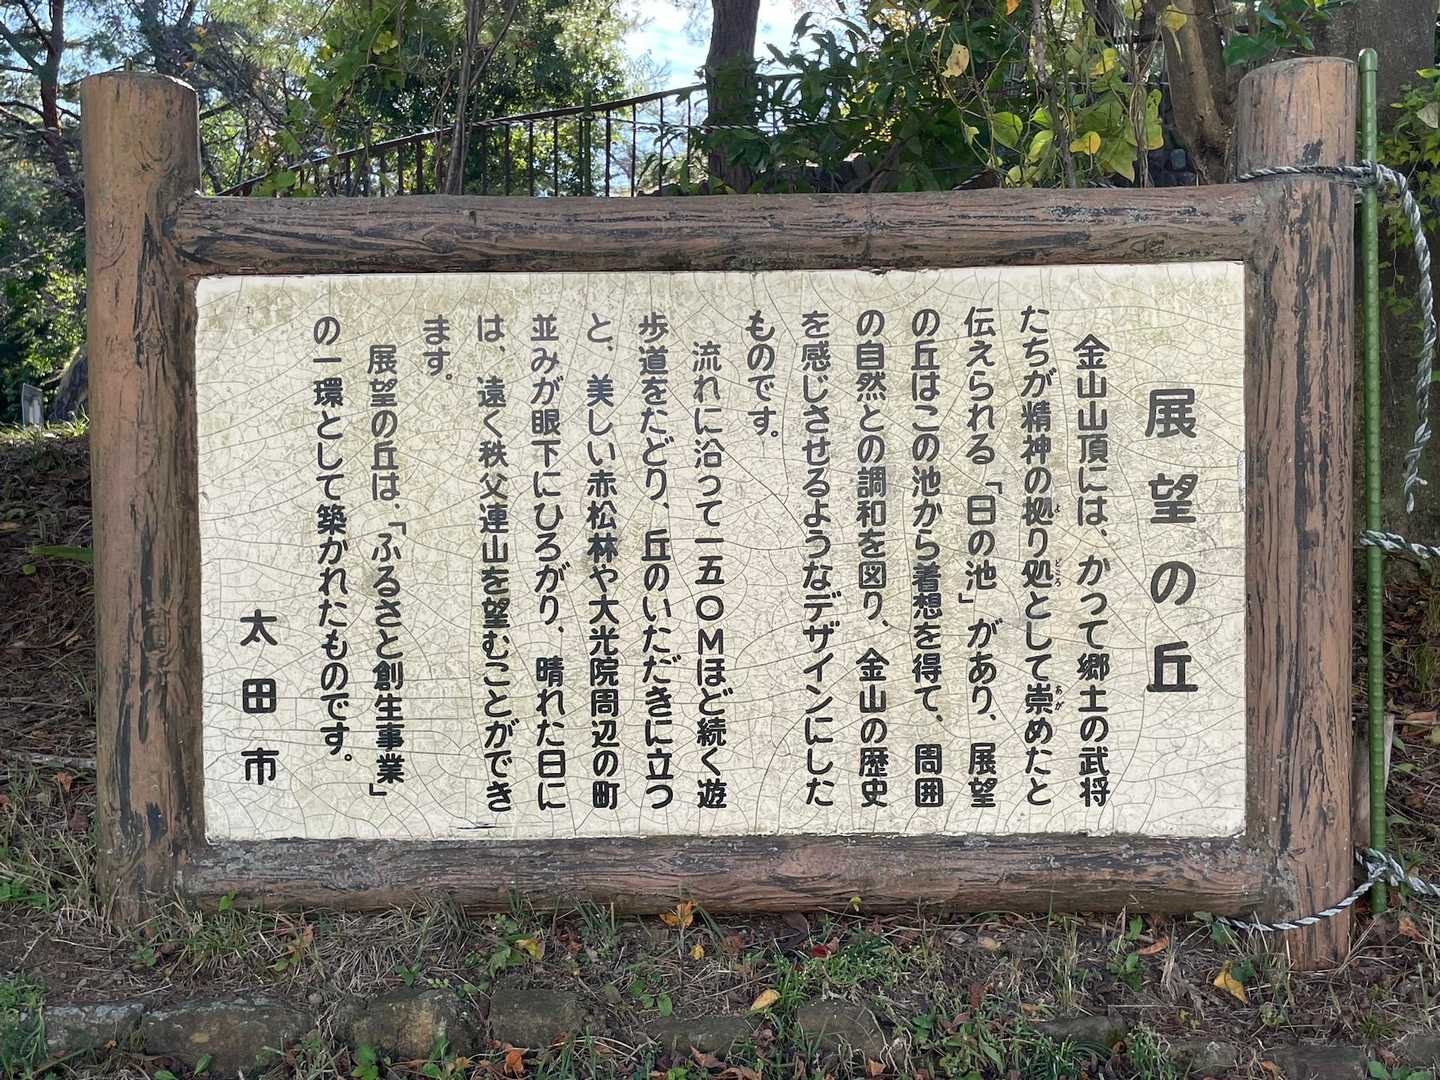 展望の丘
金山山頂には、かつて郷土の武将
たちが精神の拠り処として崇めたと
伝えられる「日の池」があり、展望
の丘はこの池から着想を得て、周囲
の自然との調和を図り、金山の歴史
を感じさせるようなデザインにした
ものです。
流れに沿って一五〇Mほど続く遊
歩道をたどり、丘のいただきに立つ
と、美しい赤松林や大光院周辺の町
並みが眼下にひろがり、晴れた日に
は、遠く秩父連山を望むことができ
ます。
展望の丘は、「ふるさと創生事業」
の一環として築かれたものです。
太田市